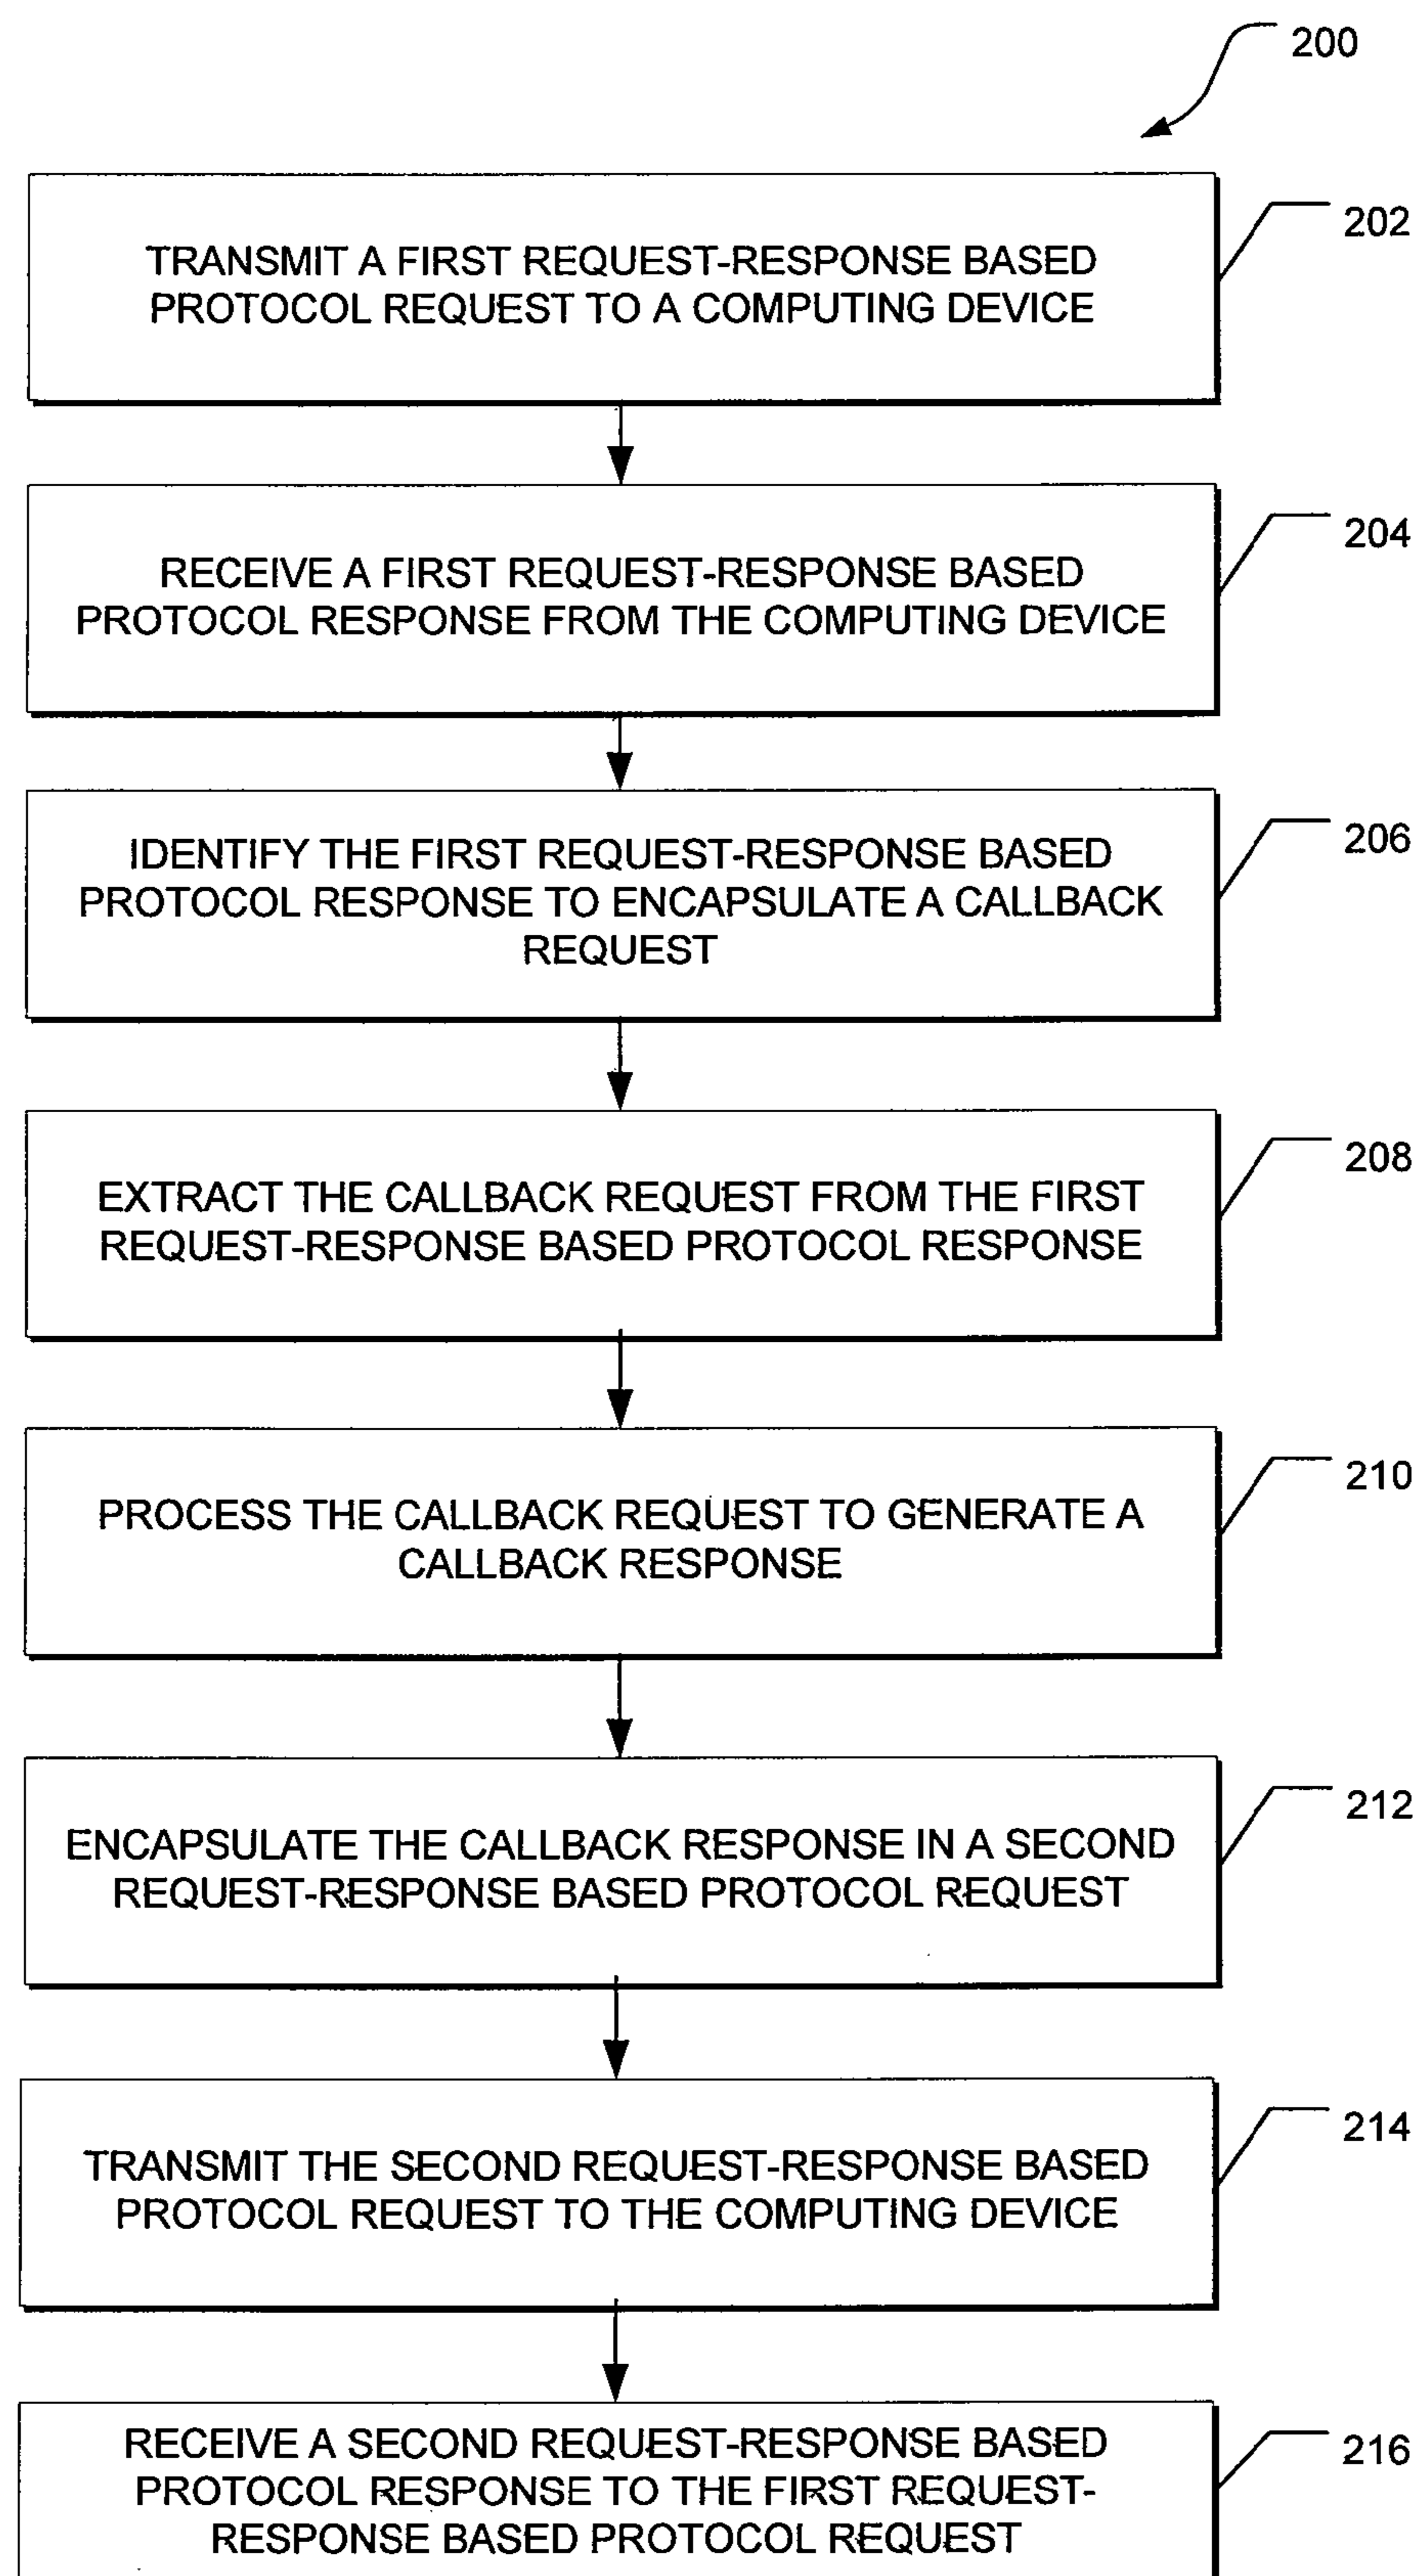 200
TRANSMIT A FIRST REQUEST-RESPONSE BASED
PROTOCOL REQUEST TO A COMPUTING DEVICE
202
RECEIVE A FIRST REQUEST-RESPONSE BASED
PROTOCOL RESPONSE FROM THE COMPUTING DEVICE
204
IDENTIFY THE FIRST REQUEST-RESPONSE BASED
PROTOCOL RESPONSE TO ENCAPSULATE A CALLBACK
REQUEST
206
EXTRACT THE CALLBACK REQUEST FROM THE FIRST
REQUEST-RESPONSE BASED PROTOCOL RESPONSE
208
PROCESS THE CALLBACK REQUEST TO GENERATE A
CALLBACK RESPONSE
210
ENCAPSULATE THE CALLBACK RESPONSE IN A SECOND
REQUEST-RESPONSE BASED PROTOCOL REQUEST
212
TRANSMIT THE SECOND REQUEST-RESPONSE BASED
PROTOCOL REQUEST TO THE COMPUTING DEVICE
214
RECEIVE A SECOND REQUEST-RESPONSE BASED
PROTOCOL RESPONSE TO THE FIRST REQUEST-
RESPONSE BASED PROTOCOL REQUEST
216